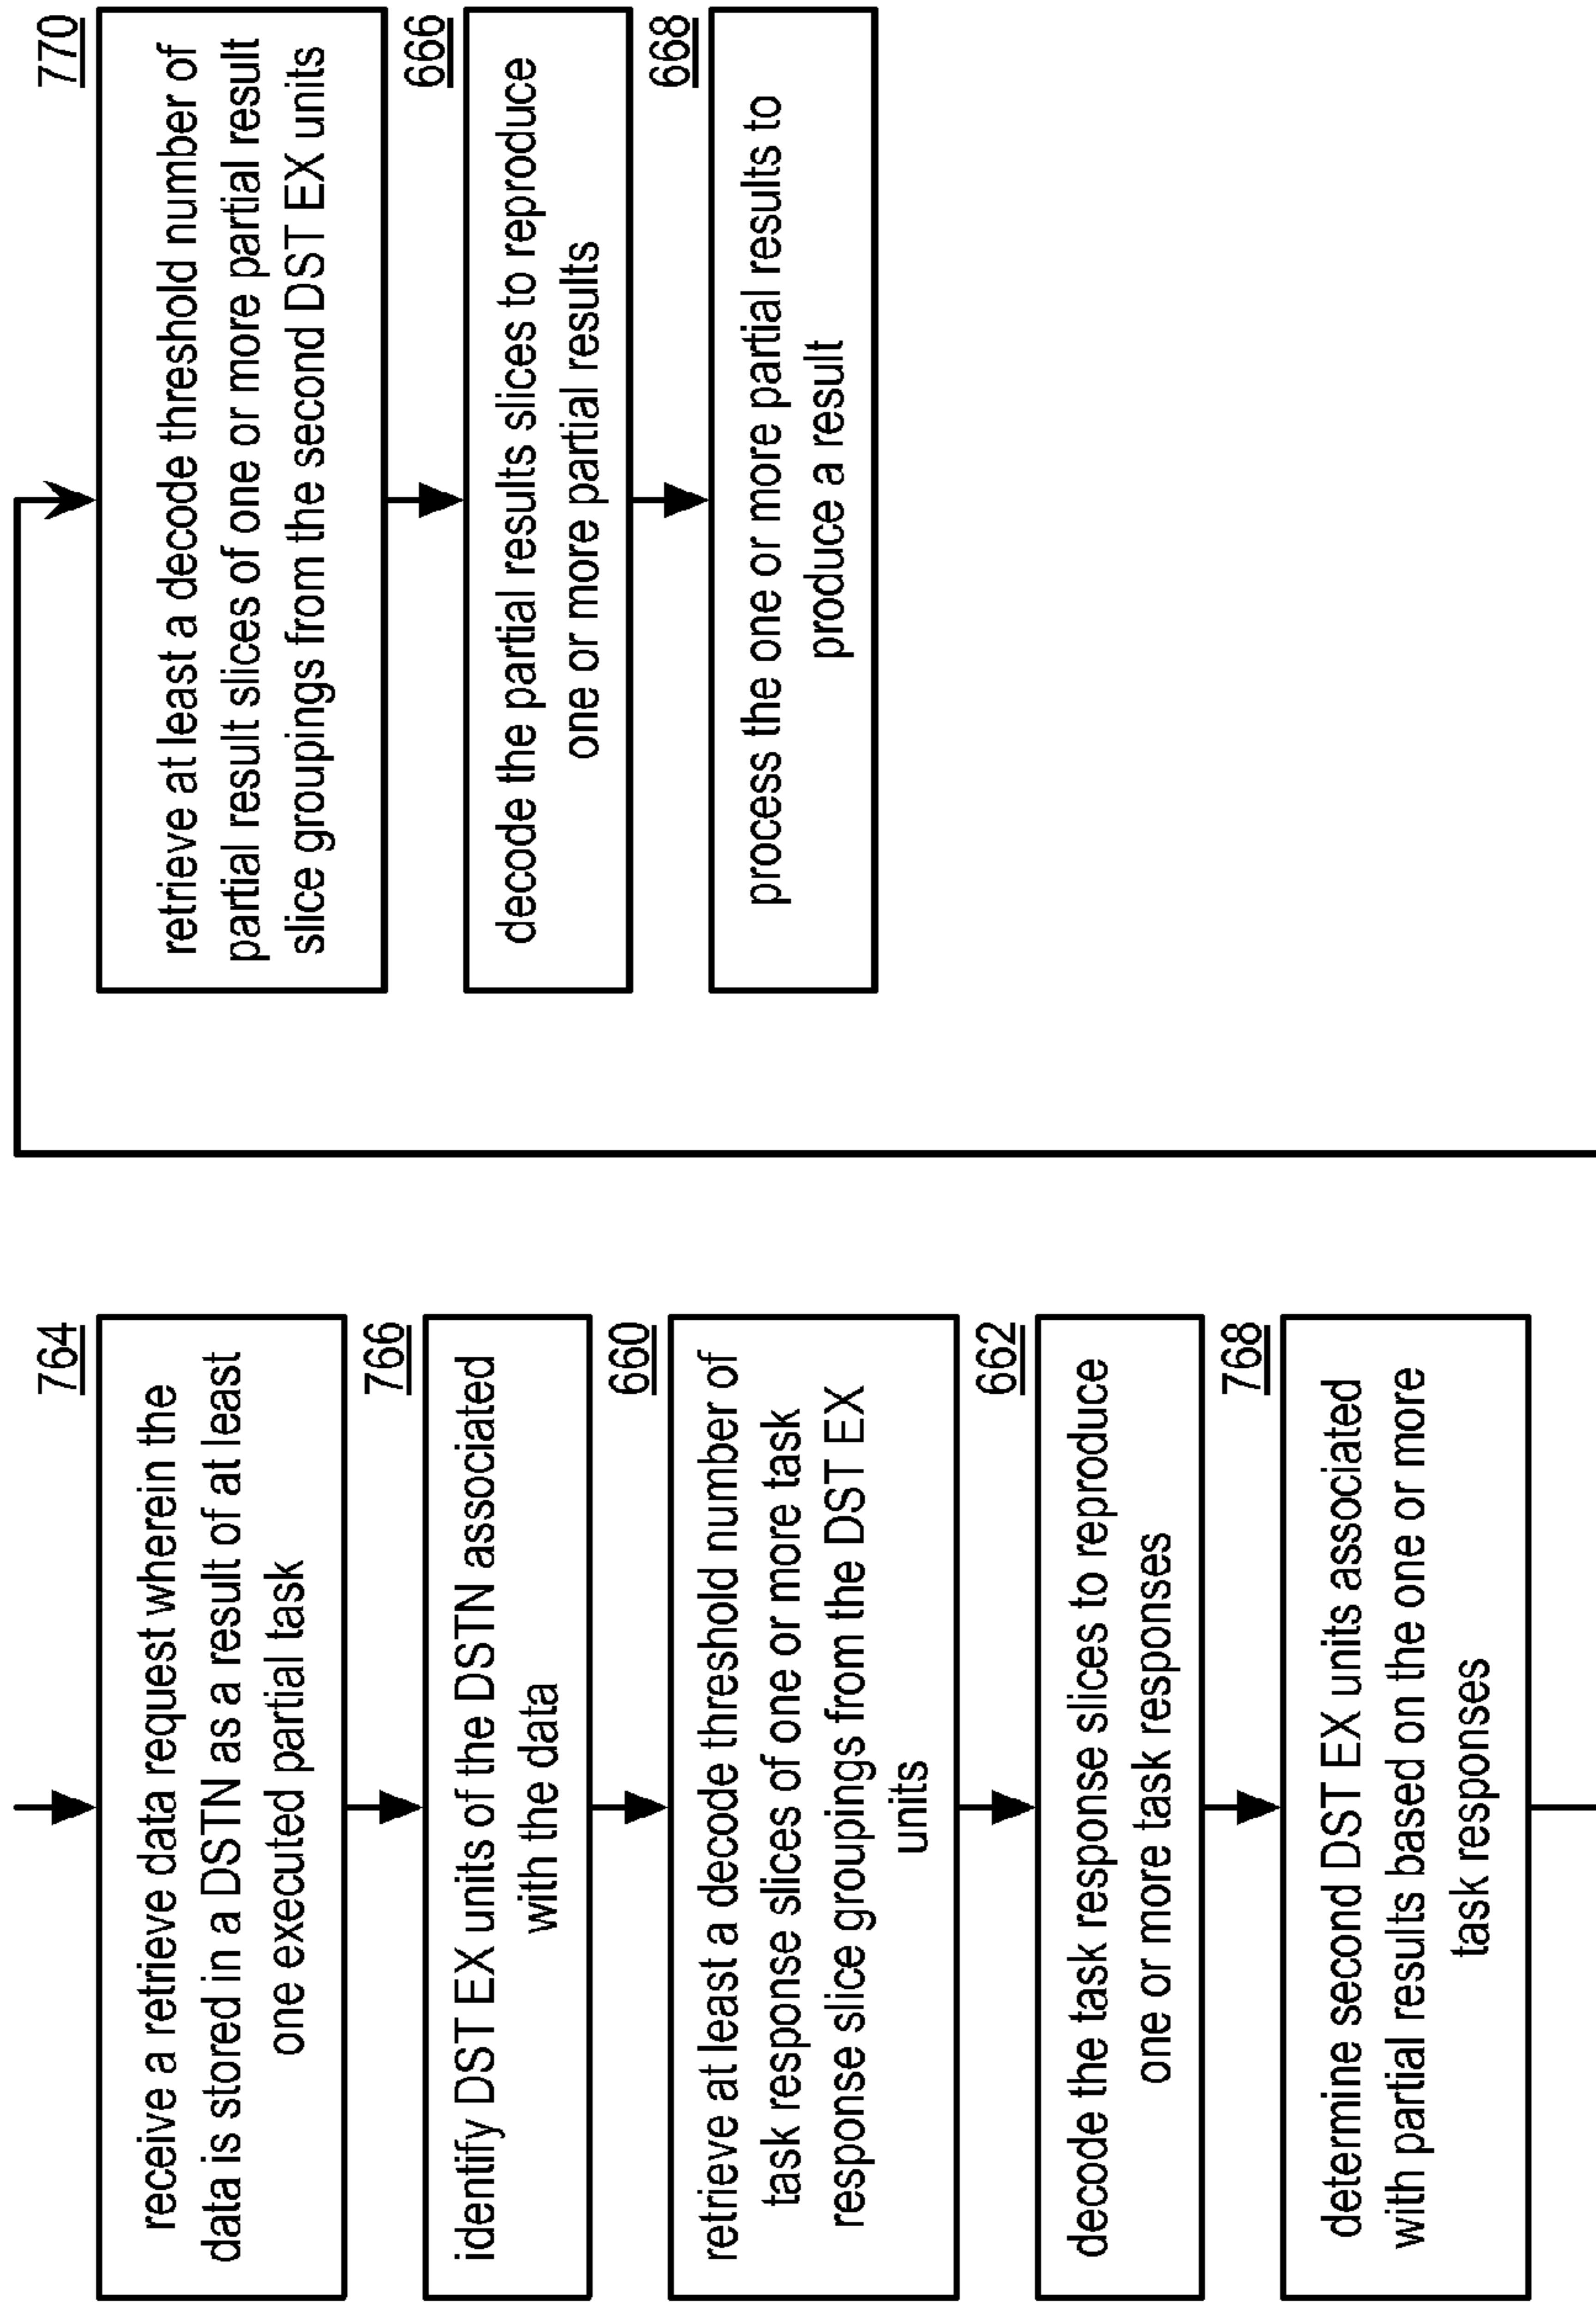 764
receive a retrieve data request wherein the
data is stored in a DSTN as a result of at least
one executed partial task
766
identify DST EX units of the DSTN associated
with the data
660
retrieve at least a decode threshold number of
task response slices of one or more task
response slice groupings from the DST EX
units
662
decode the task response slices to reproduce
one or more task responses
768
determine second DST EX units associated
with partial results based on the one or more
task responses
770
retrieve at least a decode threshold number of
partial result slices of one or more partial result
slice groupings from the second DST EX units
666
decode the partial results slices to reproduce
one or more partial results
668
process the one or more partial results to
produce a result